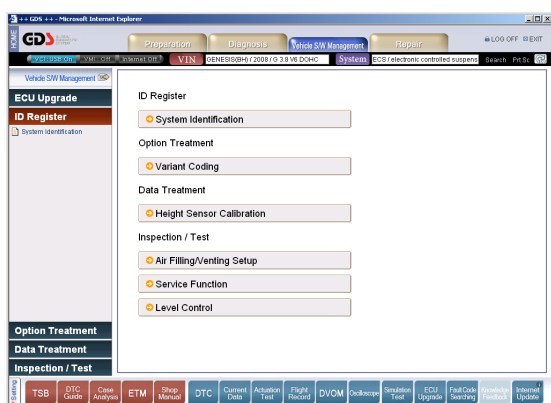 ++ GDS ++ - Microsoft Internet Explorer
HOME
GDS
Preparation
Diagnosis
Vehicle S/W Management
Repair
LOG OFF EXIT
VCI: USB On VMI: Off Internet Off VIN GENESIS(BH) / 2008 / G 3.8 V6 DOHC System ECS / electronic controlled suspens Search Prt Sc
Vehicle S/W Management
ECU Upgrade
ID Register
System Identification
Option Treatment
Data Treatment
Inspection / Test
ID Register
System Identification
Option Treatment
Variant Coding
Data Treatment
Height Sensor Calibration
Inspection / Test
Air Filling/Venting Setup
Service Function
Level Control
Setting
TSB
DTC Guide
Case Analysis
ETM
Shop Manual
DTC
Current Data
Actuation Test
Flight Record
DVOM
Oscilloscope
Simulation Test
ECU Upgrade
Fault Code Searching
Knowledge Feedback
Internet Update